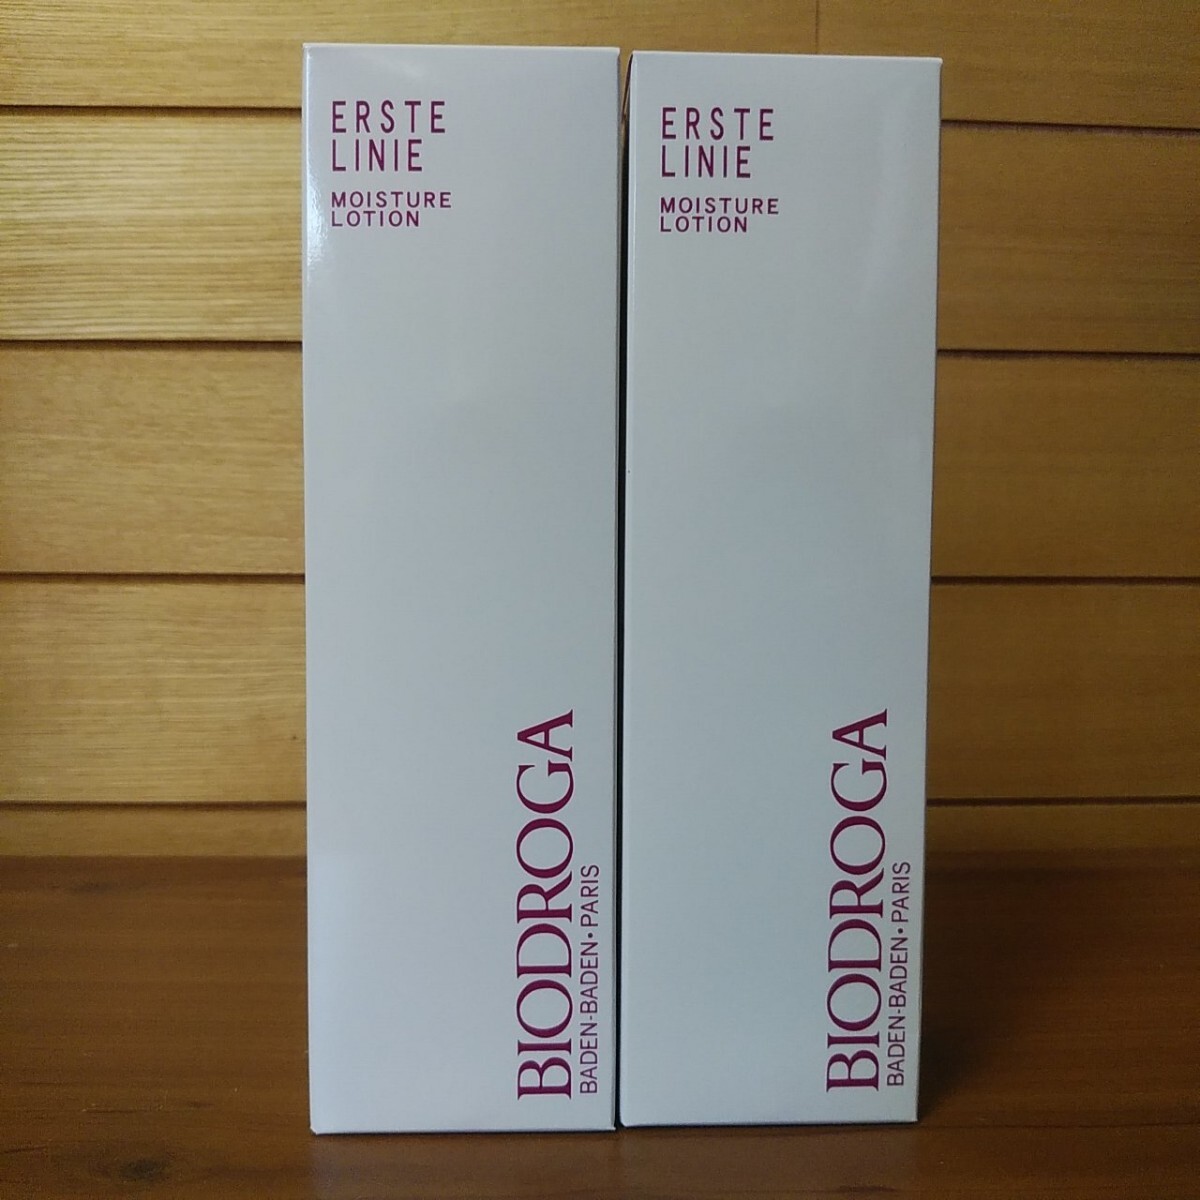 ERSTE
LINIE
MOISTURE
LOTION
BIODROGA
BADEN-BADEN • PARIS
ERSTE
LINIE
MOISTURE
LOTION
BIODROGA
BADEN-BADEN • PARIS